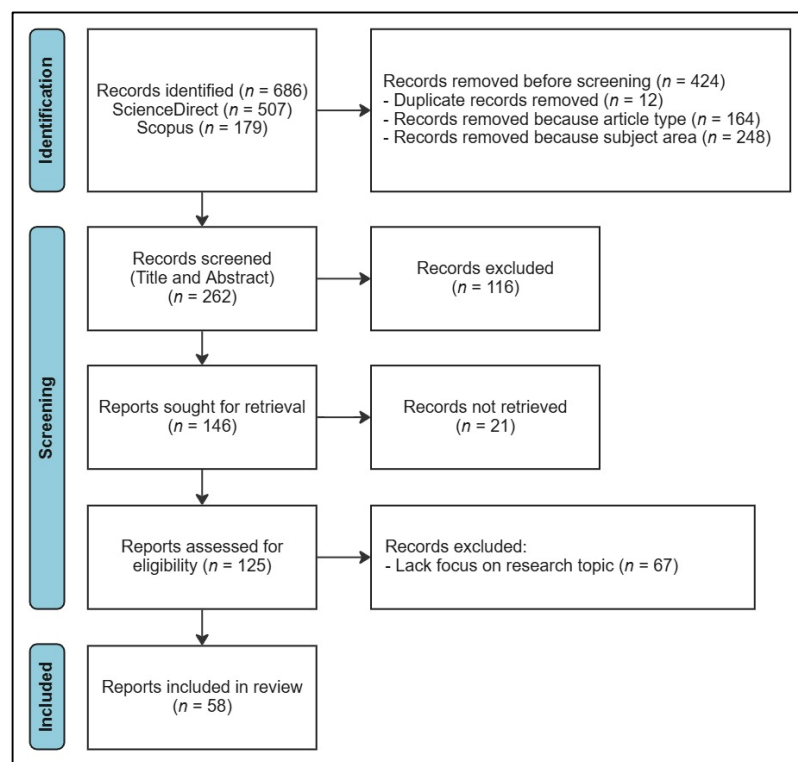 Identification
Records identified (n = 686)
ScienceDirect (n = 507)
Scopus (n = 179)
Records removed before screening (n = 424)
- Duplicate records removed (n = 12)
- Records removed because article type (n = 164)
- Records removed because subject area (n = 248)
Screening
Records screened
(Title and Abstract)
(n = 262)
Records excluded
(n = 116)
Reports sought for retrieval
(n = 146)
Records not retrieved
(n = 21)
Reports assessed for
eligibility (n = 125)
Records excluded:
- Lack focus on research topic (n = 67)
Included
Reports included in review
(n = 58)